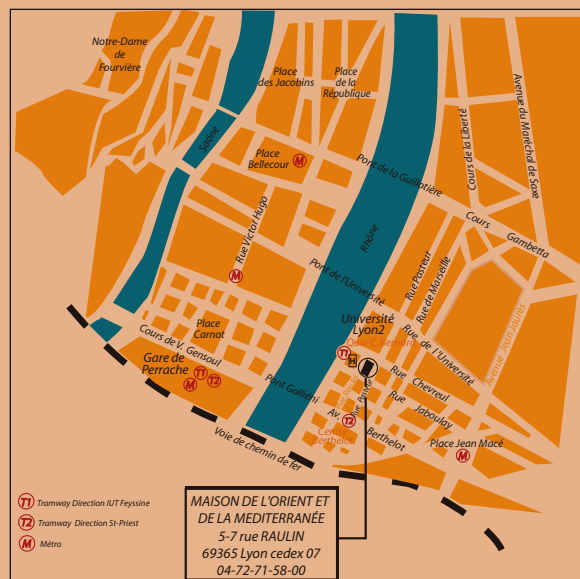 Notre-Dame
de
Fourvière
Place
des Jacobins
Place
de la
République
Avenue du Maréchal de Saxe
Cours de la Liberté
Saône
Place
Bellecour
M
Pont de la Guillotière
Cours Gambetta
Rue Victor Hugo
M
Rhône
Pont de l'Université
Rue Pasteur
Rue de Marseille
Avenue Jean Jaurès
Université
Lyon2
Quai C. Bernard
Rue de l'Université
Place
Carnot
Cours de V. Gensoul
Gare de
Perrache
T1
T2
M
T1
H
Pont Galliéni
Rue Pasteur
Rue Chevreul
Rue Jaboulay
Av Berthelot
T2
Centre
Berthelot
Place Jean Macé
M
Voie de chemin de fer
T1 Tramway Direction IUT Feyssine
T2 Tramway Direction St-Priest
M Métro
MAISON DE L'ORIENT ET
DE LA MEDITERRANÉE
5-7 rue RAULIN
69365 Lyon cedex 07
04-72-71-58-00